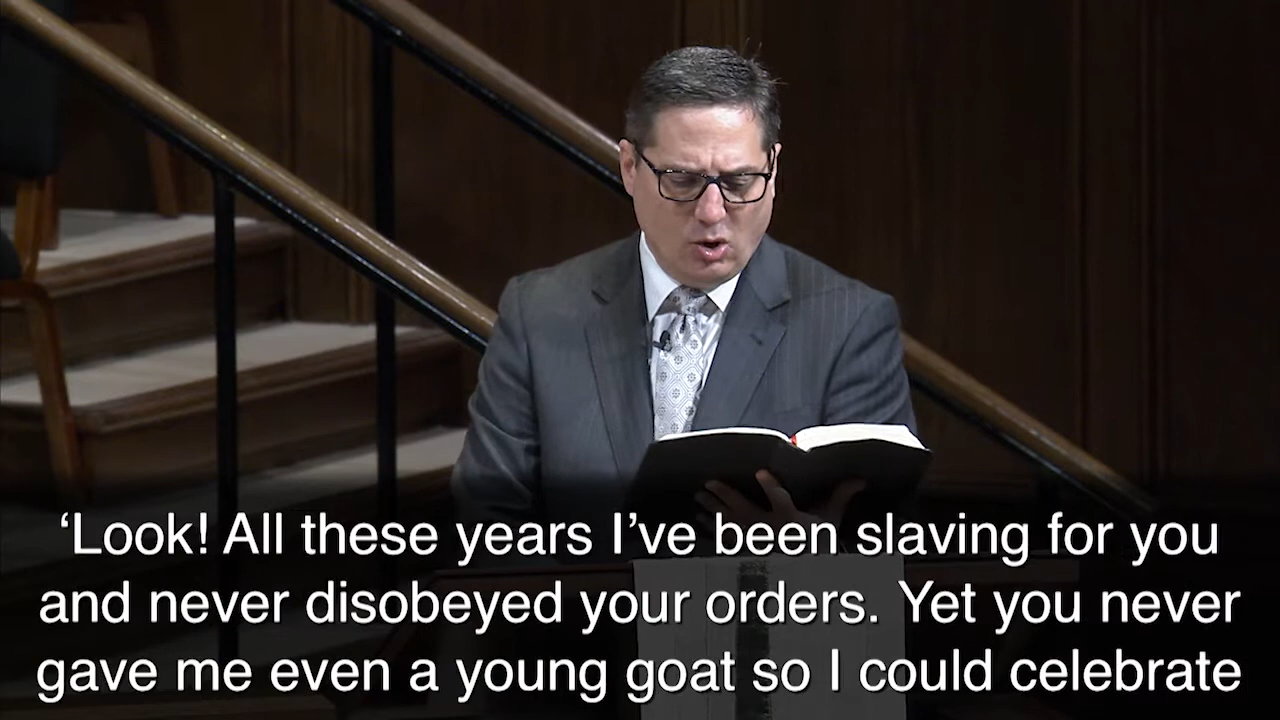 ‘Look! All these years I’ve been slaving for you
and never disobeyed your orders. Yet you never
gave me even a young goat so I could celebrate